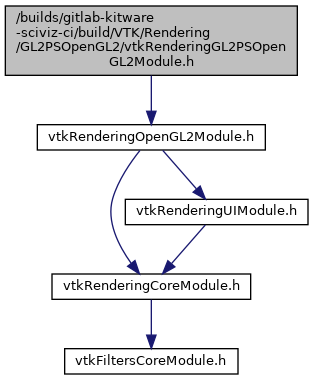 /builds/gitlab-kitware
-sciviz-ci/build/VTK/Rendering
/GL2PSOpenGL2/vtkRenderingGL2PSOpen
GL2Module.h
vtkRenderingOpenGL2Module.h
vtkRenderingUIModule.h
vtkRenderingCoreModule.h
vtkFiltersCoreModule.h